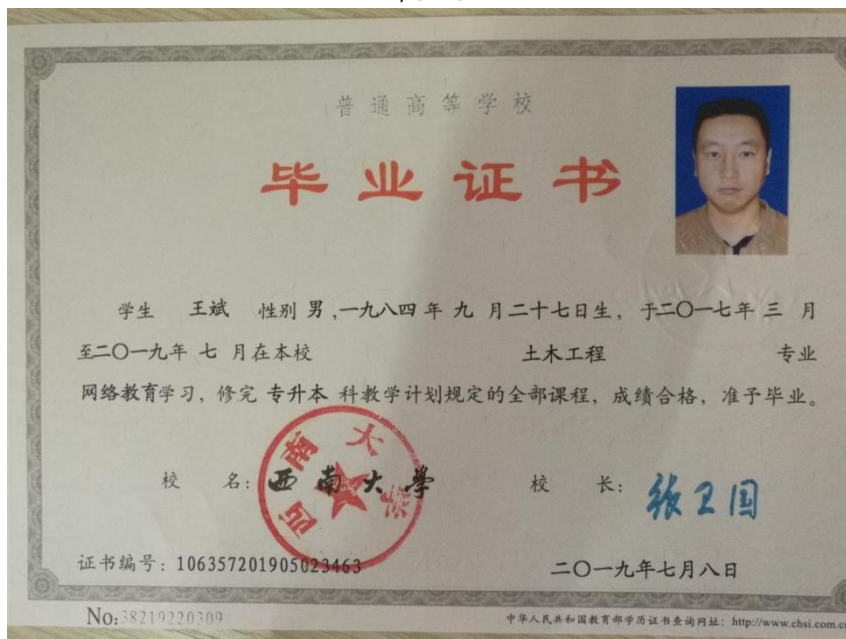 普通高等学校
毕业证书
学生 王斌 性别 男,一九八四 年 九 月二十七日生，于二〇一七年 三 月
至二〇一九年 七 月在本校 土木工程 专业
网络教育学习，修完 专升本 科教学计划规定的全部课程，成绩合格，准予毕业。
西南大学
校 名：西南大學 校 长：张卫国
证书编号：106357201905023463 二〇一九年七月八日
No:38219220309 中华人民共和国教育部学历证书查询网址：http://www.chsi.com.c